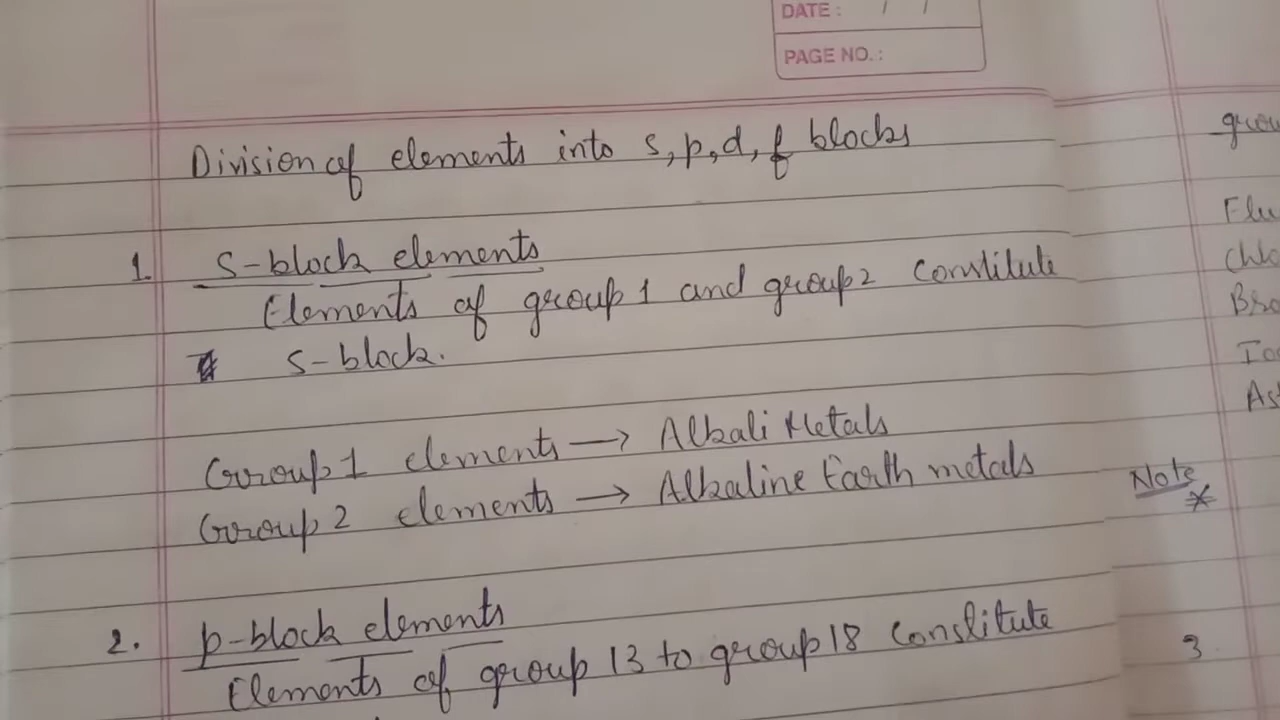 DATE : / /
PAGE NO. :
Division of elements into s, p, d, f blocks
1. S-block elements
Elements of group 1 and group 2 constitute
S-block.
Group 1 elements → Alkali Metals
Group 2 elements → Alkaline Earth metals
2. p-block elements
Elements of group 13 to group 18 constitute
Note
*
3